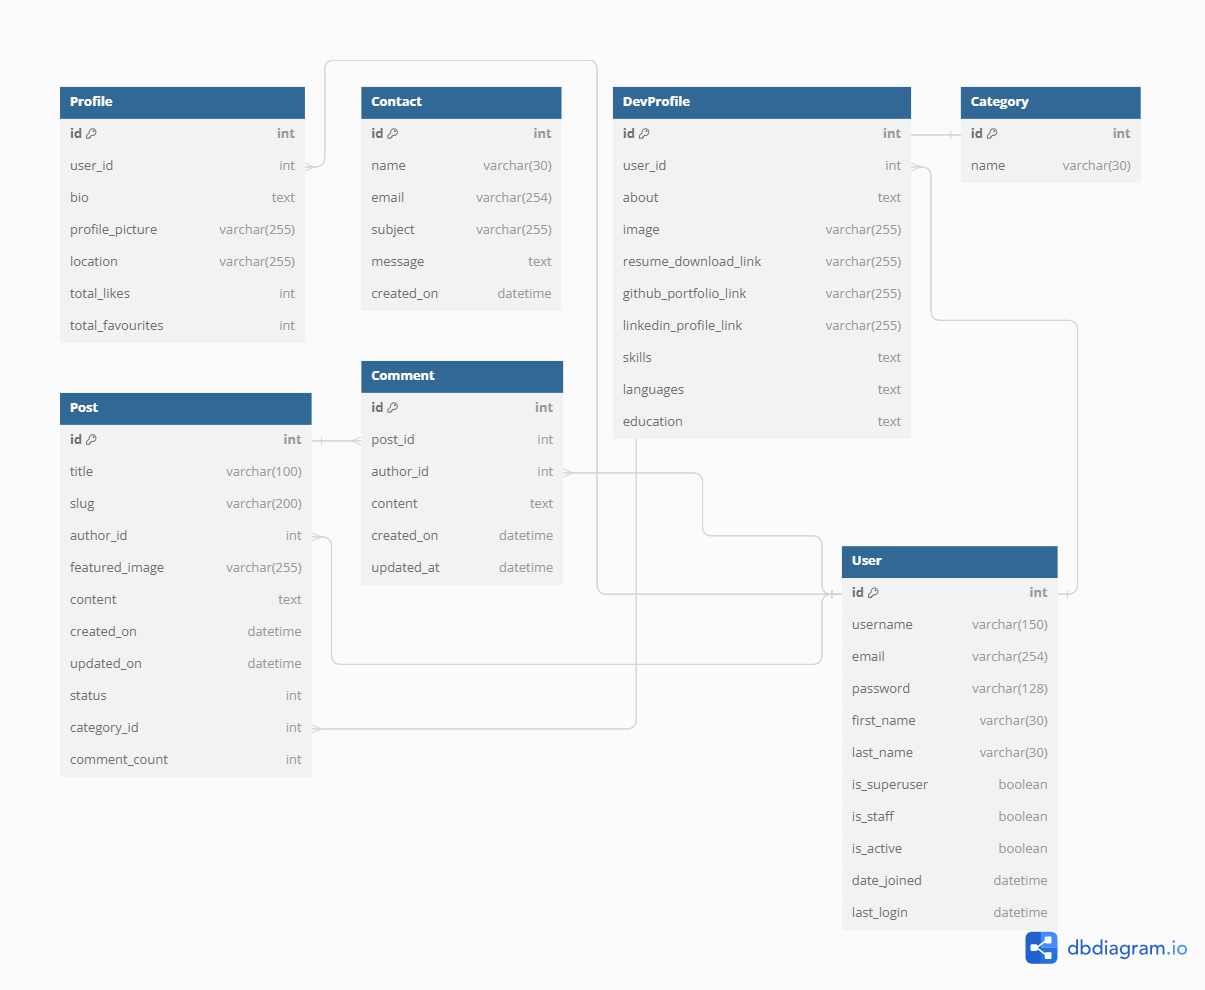 Profile
id int
user_id int
bio text
profile_picture varchar(255)
location varchar(255)
total_likes int
total_favourites int
Contact
id int
name varchar(30)
email varchar(254)
subject varchar(255)
message text
created_on datetime
DevProfile
id int
user_id int
about text
image varchar(255)
resume_download_link varchar(255)
github_portfolio_link varchar(255)
linkedin_profile_link varchar(255)
skills text
languages text
education text
Category
id int
name varchar(30)
Post
id int
title varchar(100)
slug varchar(200)
author_id int
featured_image varchar(255)
content text
created_on datetime
updated_on datetime
status int
category_id int
comment_count int
Comment
id int
post_id int
author_id int
content text
created_on datetime
updated_at datetime
User
id int
username varchar(150)
email varchar(254)
password varchar(128)
first_name varchar(30)
last_name varchar(30)
is_superuser boolean
is_staff boolean
is_active boolean
date_joined datetime
last_login datetime
dbdiagram.io